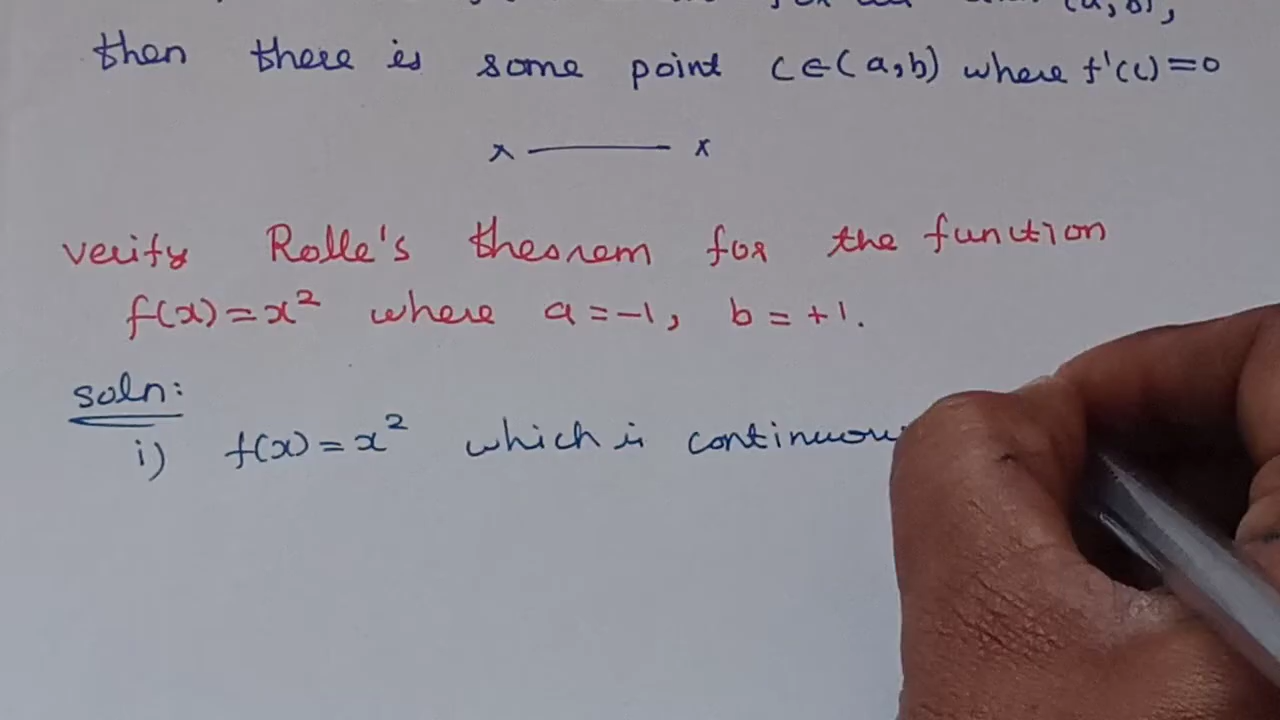 then there is some point c∈(a,b) where f'(c)=0
x ——— x
verify Rolle's theorem for the function
f(x)=x² where a=-1, b=+1.
soln:
i) f(x)=x² which is continuous